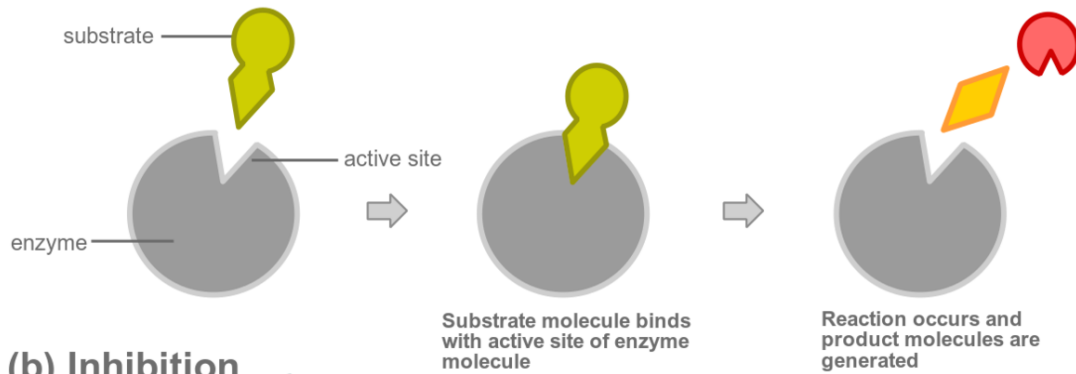 substrate
active site
enzyme
Substrate molecule binds
with active site of enzyme
molecule
Reaction occurs and
product molecules are
generated
(b) Inhibition